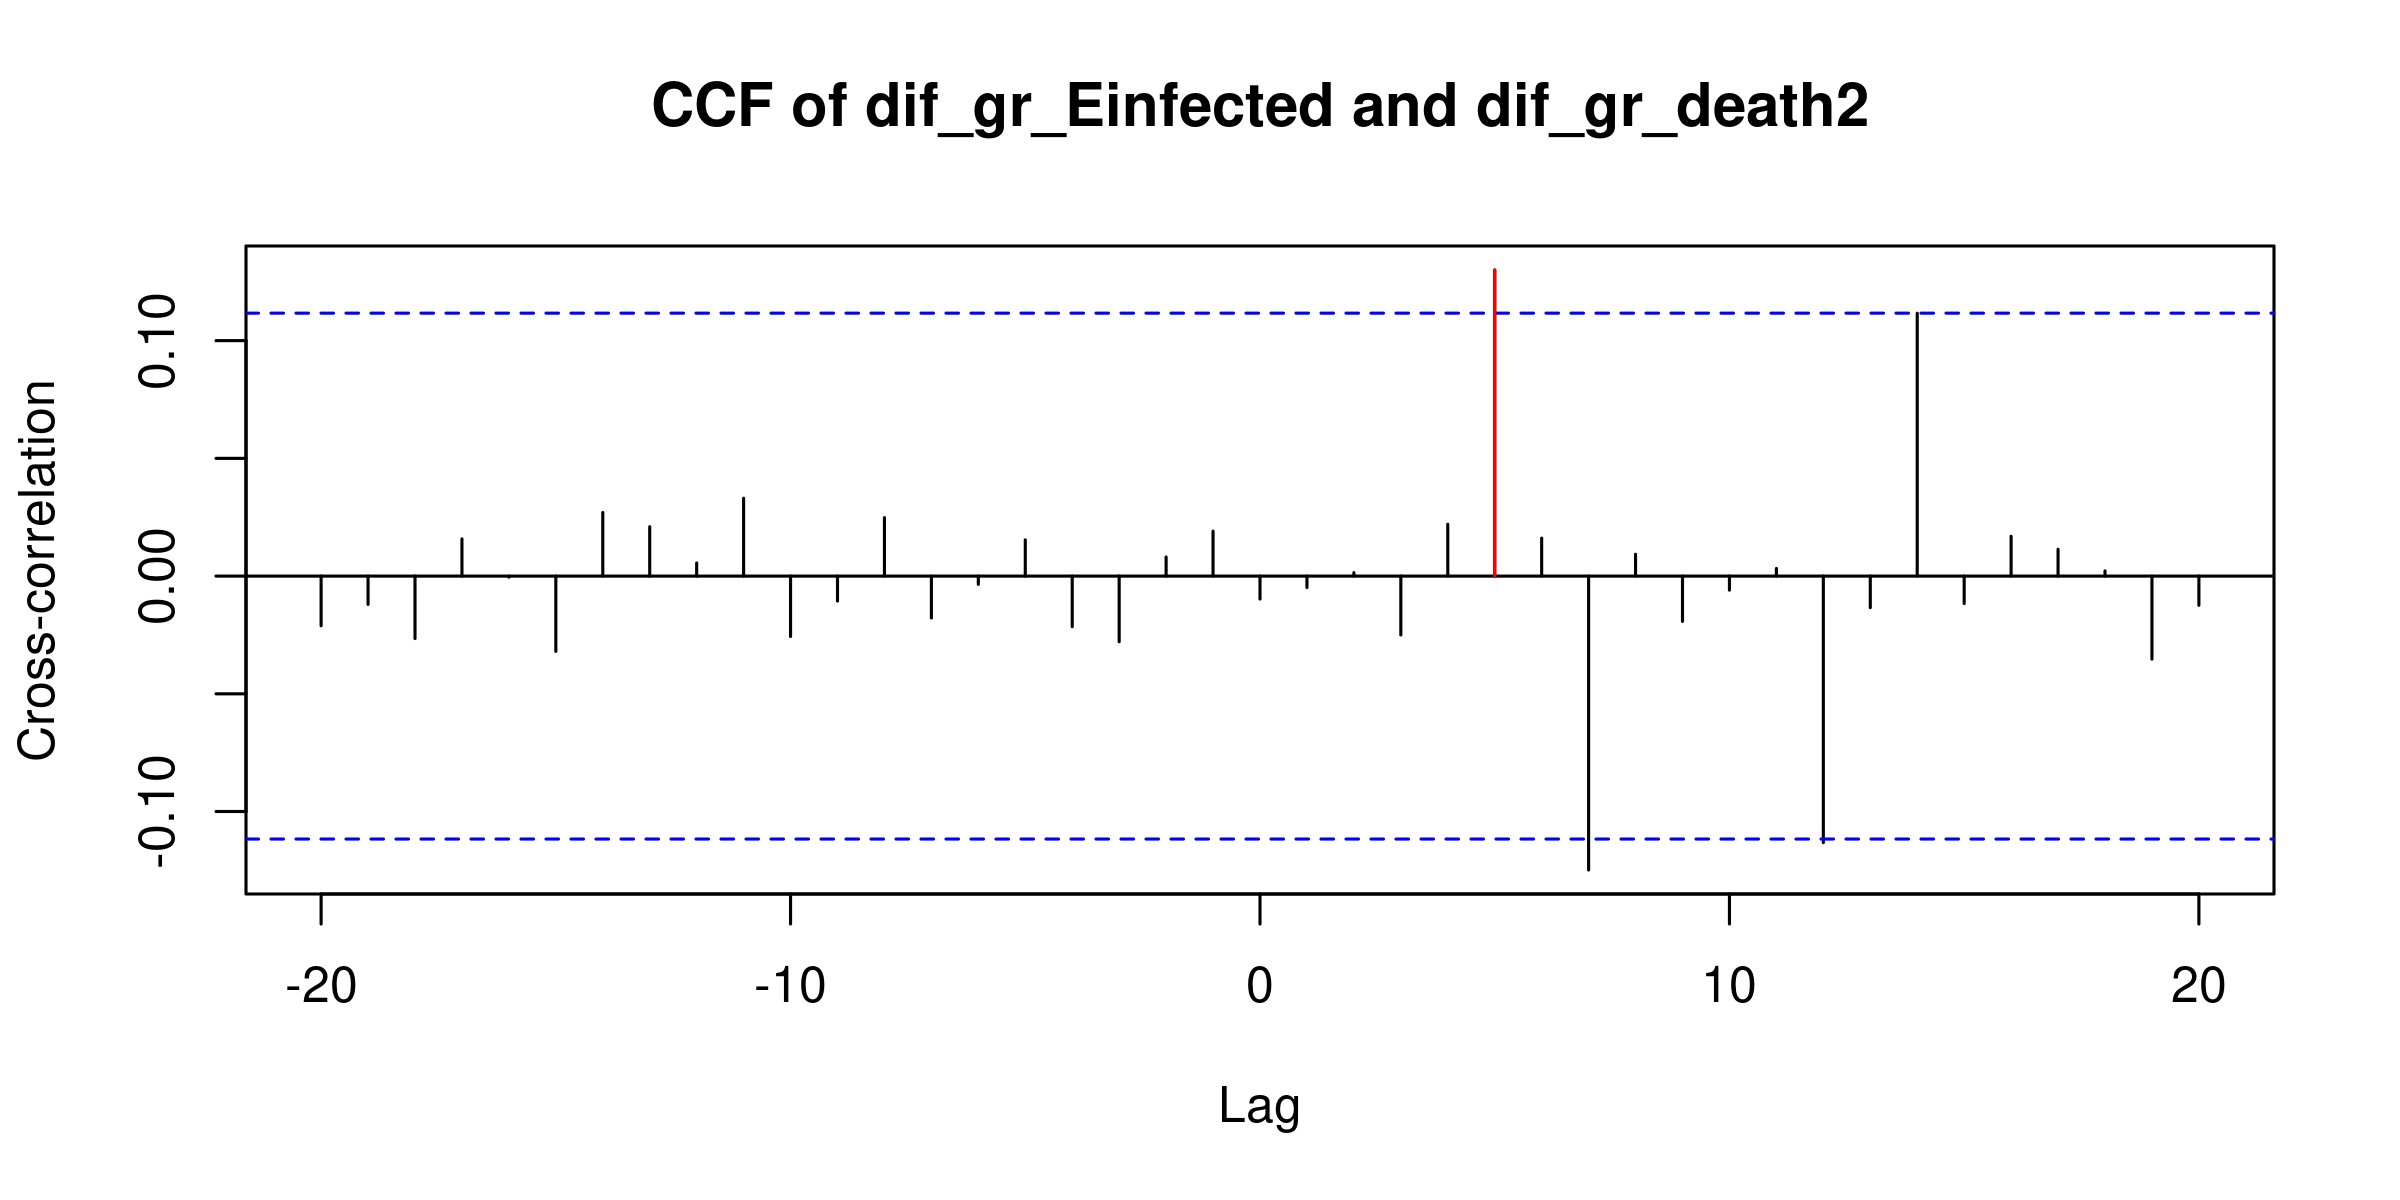 CCF of dif_gr_Einfected and dif_gr_death2
Cross-correlation
0.10
0.00
-0.10
-20 -10 0 10 20
Lag